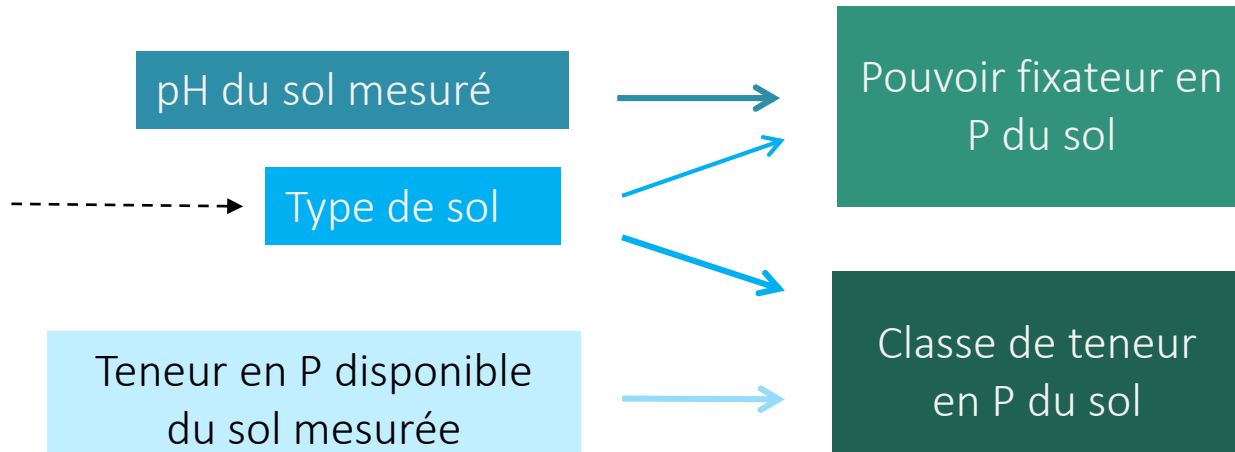 pH du sol mesuré
Pouvoir fixateur en
P du sol
Type de sol
Teneur en P disponible
du sol mesurée
Classe de teneur
en P du sol